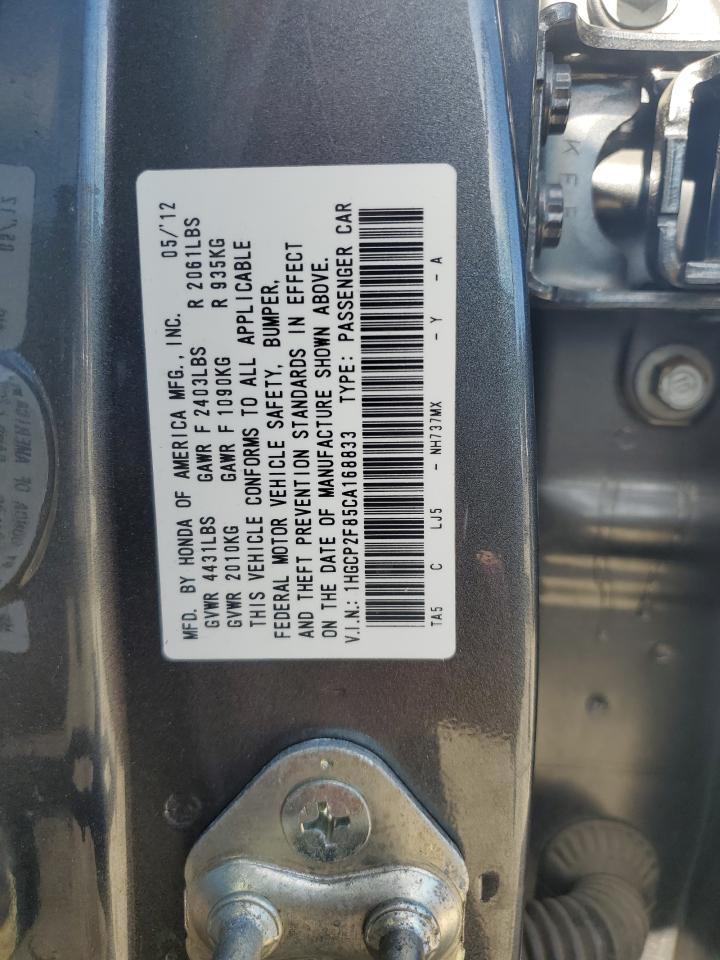 MFD. BY HONDA OF AMERICA MFG., INC. 05/'12
GVWR 4431LBS GAWR F 2403LBS R 2061LBS
GVWR 2010KG GAWR F 1090KG R 935KG
THIS VEHICLE CONFORMS TO ALL APPLICABLE
FEDERAL MOTOR VEHICLE SAFETY, BUMPER,
AND THEFT PREVENTION STANDARDS IN EFFECT
ON THE DATE OF MANUFACTURE SHOWN ABOVE.
V.I.N.: 1HGCP2F85CA168833 TYPE: PASSENGER CAR
TA5 C LJ5 - NH737MX - Y - A